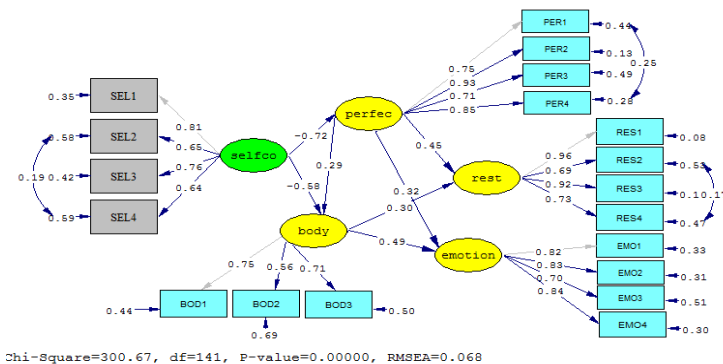 PER1
0.44
PER2
0.13
0.25
PER3
0.49
PER4
0.28
0.75
0.93
0.71
0.85
0.35
SEL1
0.58
SEL2
0.19
0.42
SEL3
0.59
SEL4
0.81
0.65
0.76
0.64
selfco
perfec
-0.72
0.29
-0.58
0.45
0.32
body
0.30
0.49
rest
emotion
RES1
0.08
RES2
0.53
RES3
0.10
RES4
0.47
0.96
0.69
0.92
0.73
EMO1
0.33
EMO2
0.31
EMO3
0.51
EMO4
0.30
0.82
0.83
0.70
0.84
0.75
0.56
0.71
BOD1
BOD2
BOD3
0.44
0.69
0.50
Chi-Square=300.67, df=141, P-value=0.00000, RMSEA=0.068